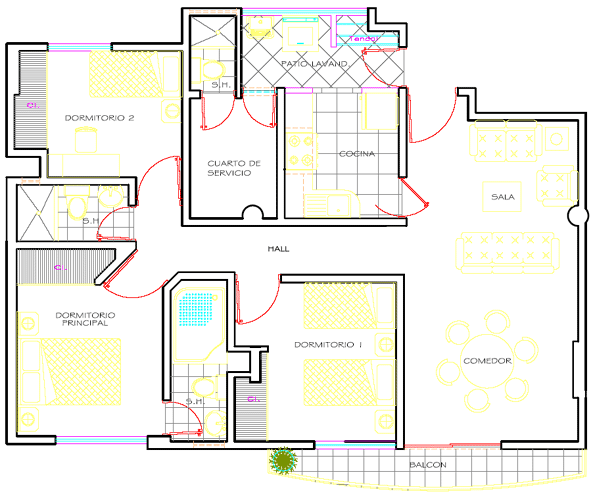 Tendal
PATIO LAVAND.
S.H.
Cl.
DORMITORIO 2
COCINA
CUARTO DE
SERVICIO
SALA
S.H.
HALL
Cl.
DORMITORIO
PRINCIPAL
DORMITORIO 1
COMEDOR
S.H.
Cl.
BALCON